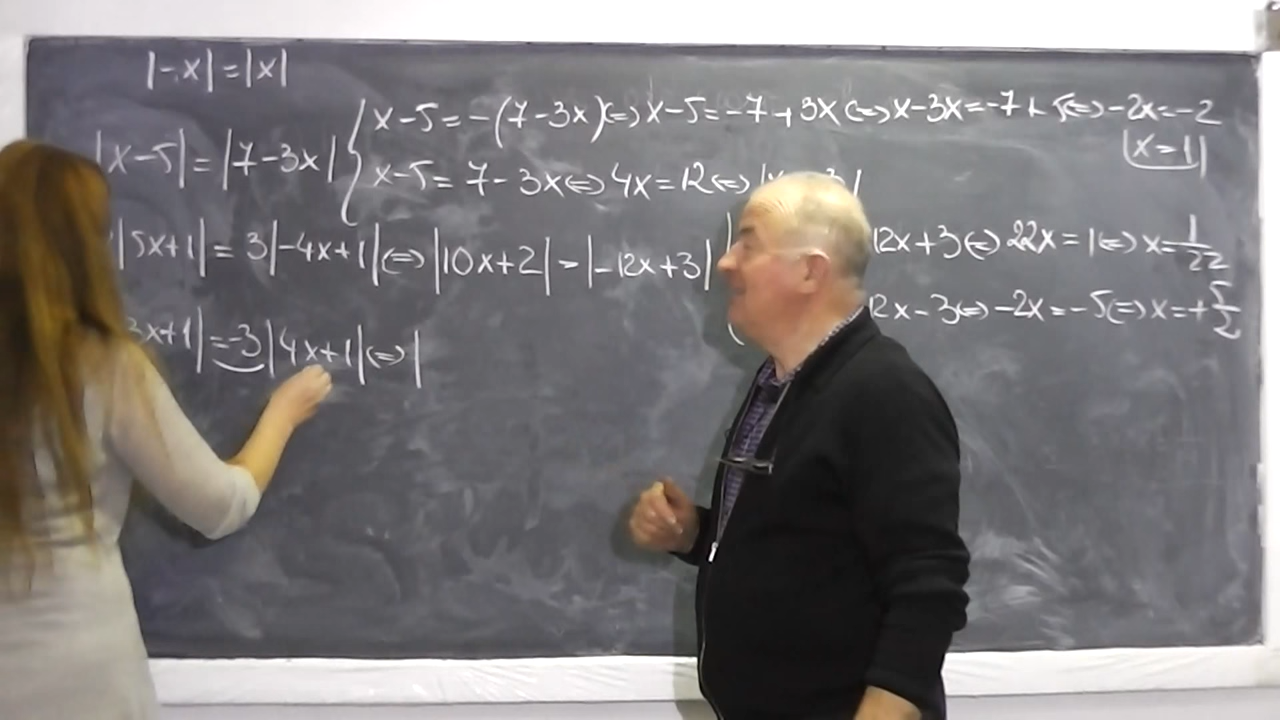 |-x| = |x|
x-5 = -(7-3x) <=> x-5 = -7 + 3x <=> x-3x = -7 + 5 <=> -2x = -2
|x-5| = |7-3x| { x-5 = 7-3x <=> 4x = 12 <=>
|x = 1|
|5x+1| = 3|-4x+1| <=> |10x+2| = |-12x+3| 12x+3 <=> 22x = 1 <=> x = 1/22
12x-3 <=> -2x = -5 <=> x = +5/2
3x+1| = -3|4x+1| <=> |